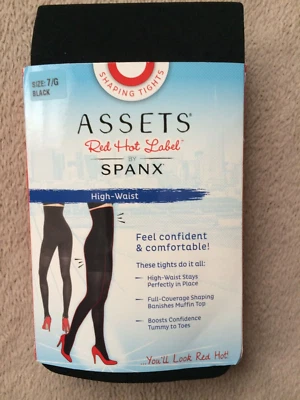 SHAPING TIGHTS
SIZE: 7/G
BLACK
ASSETS®
Red Hot Label™
BY
SPANX®
High-Waist
Feel confident
& comfortable!
These tights do it all:
• High-Waist Stays
Perfectly in Place
• Full-Coverage Shaping
Banishes Muffin Top
• Boosts Confidence
Tummy to Toes
...You'll Look Red Hot!